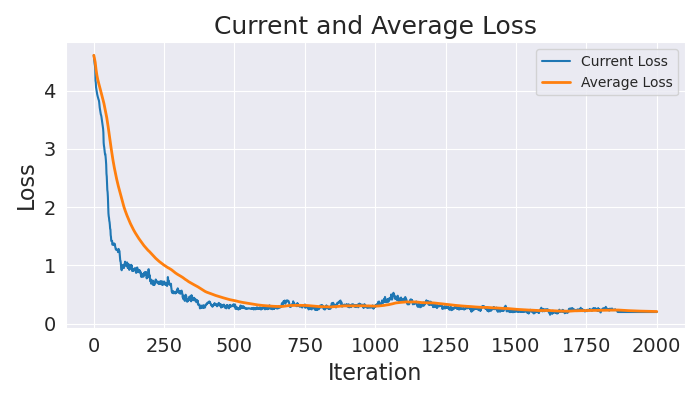 Current and Average Loss
Current Loss
Average Loss
Loss
4
3
2
1
0
0 250 500 750 1000 1250 1500 1750 2000
Iteration